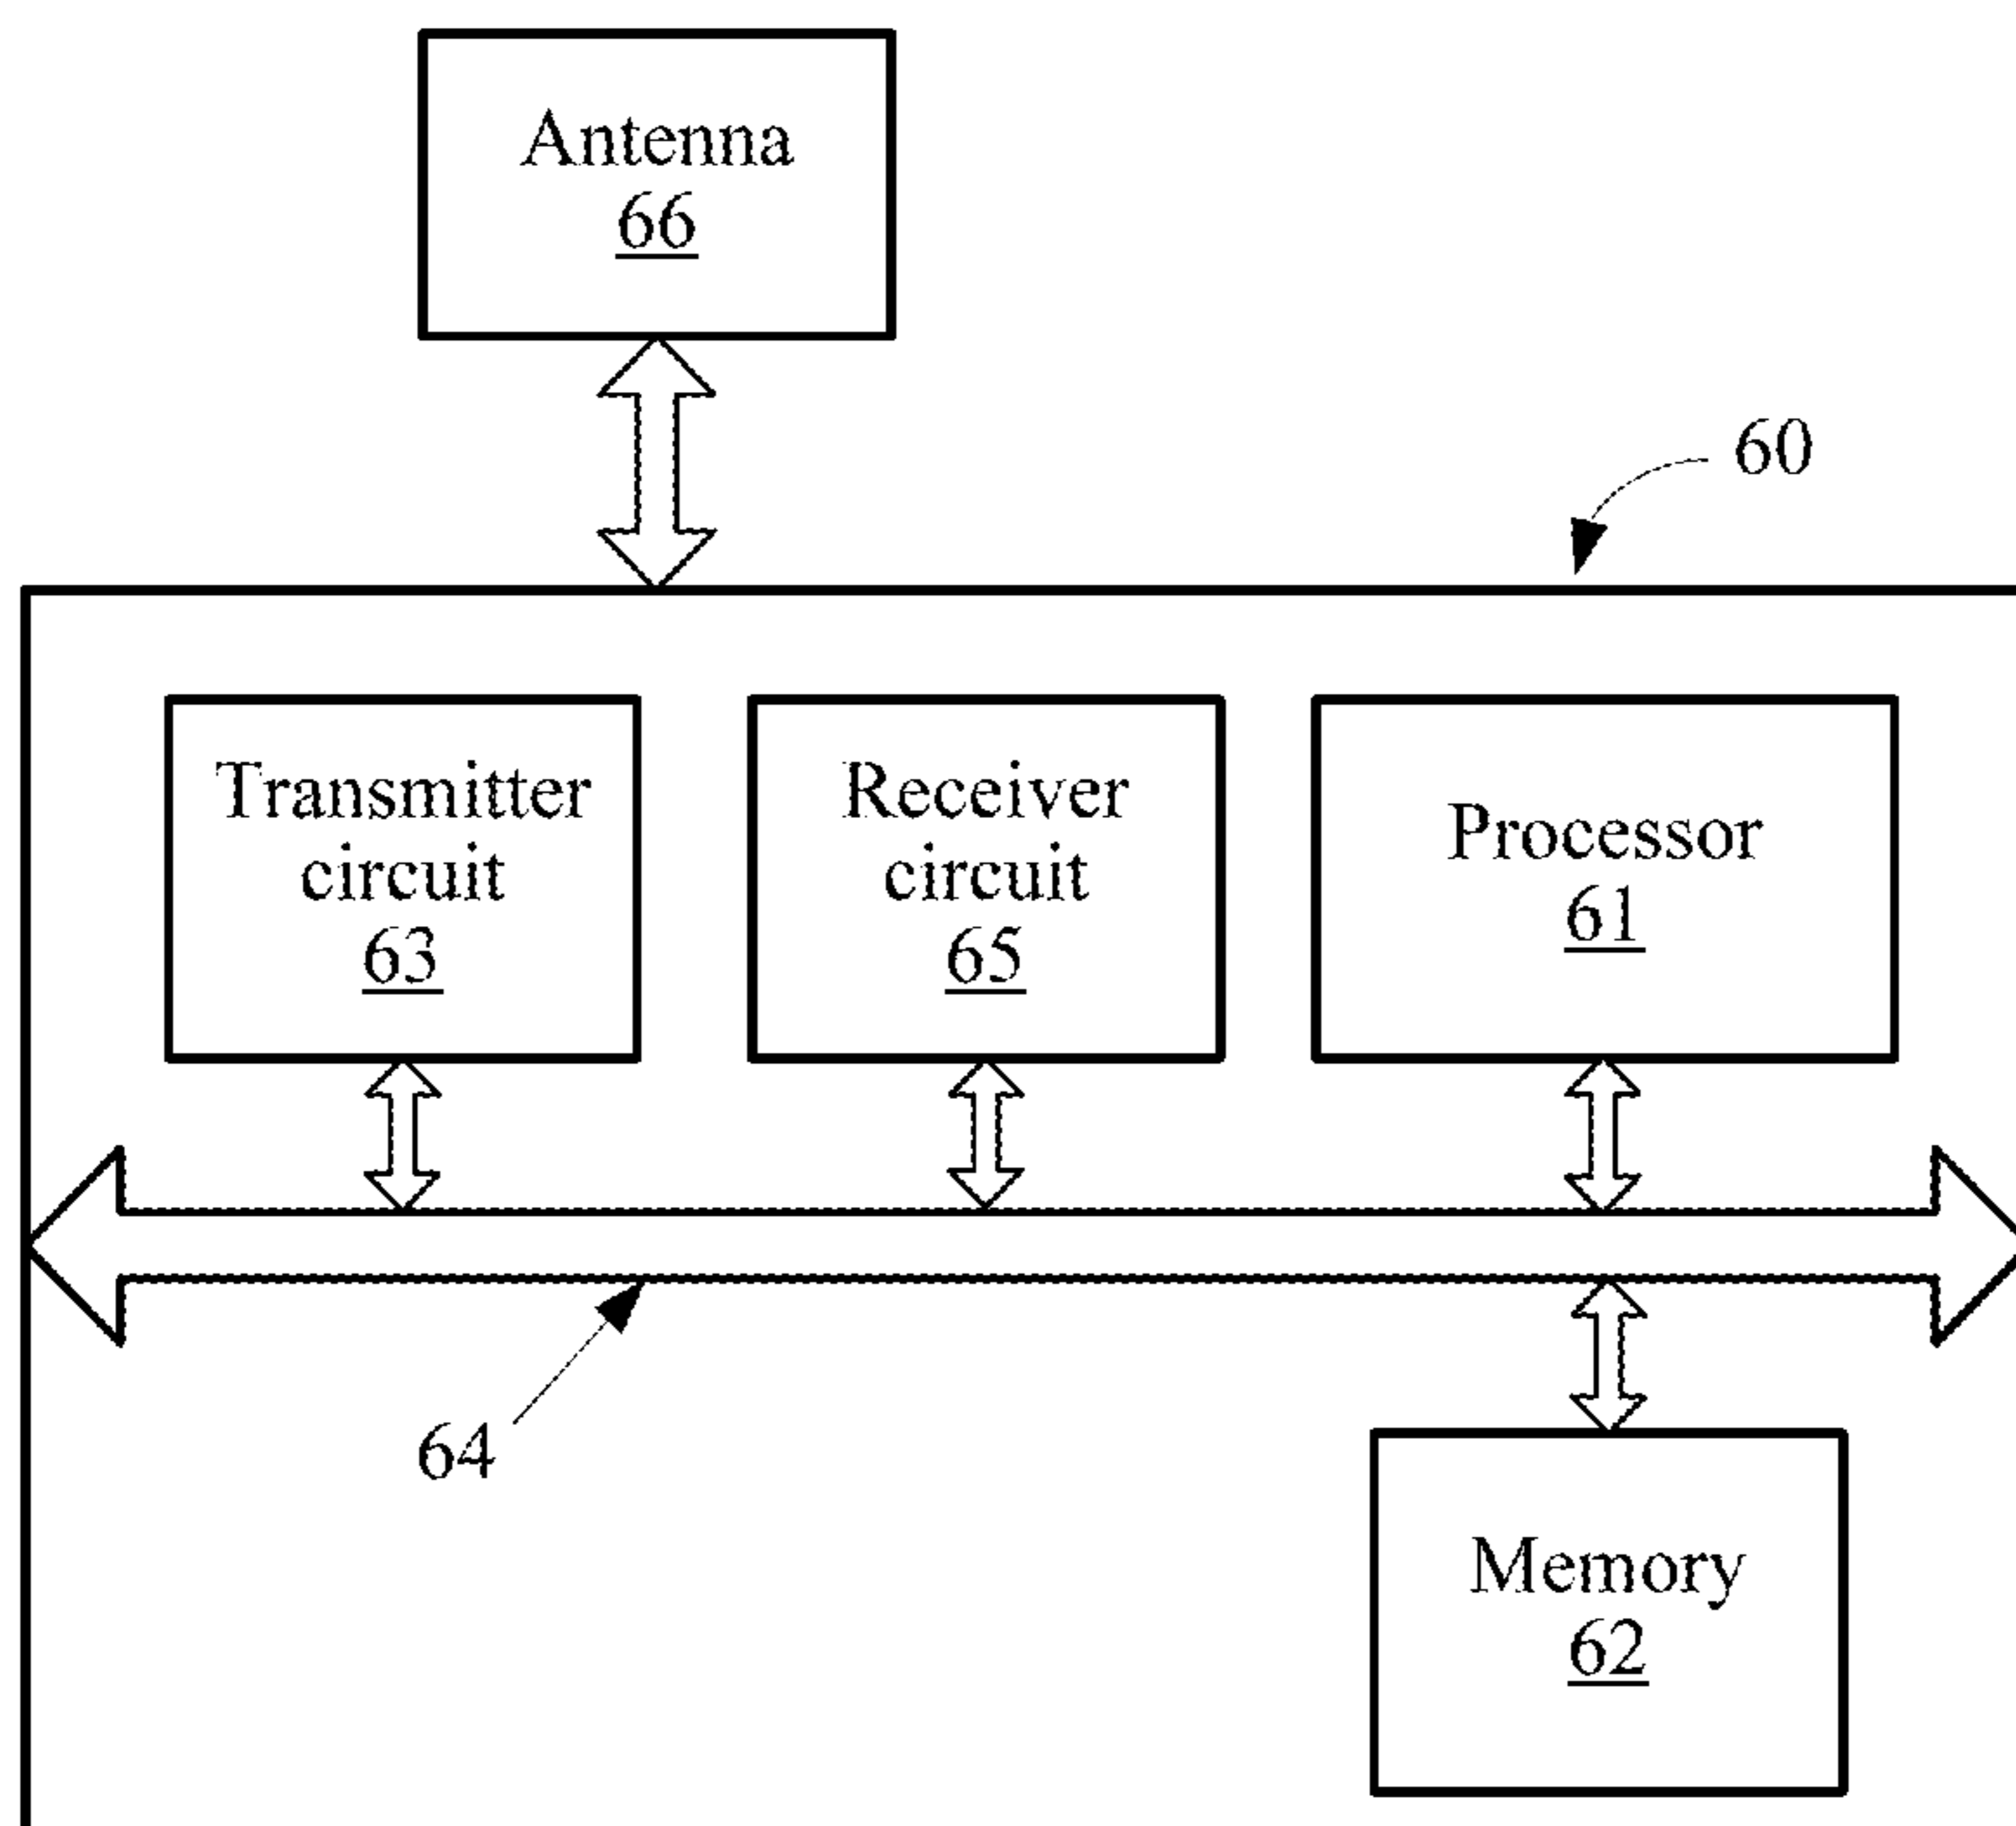 Antenna
66
60
Transmitter
circuit
63
Receiver
circuit
65
Processor
61
64
Memory
62